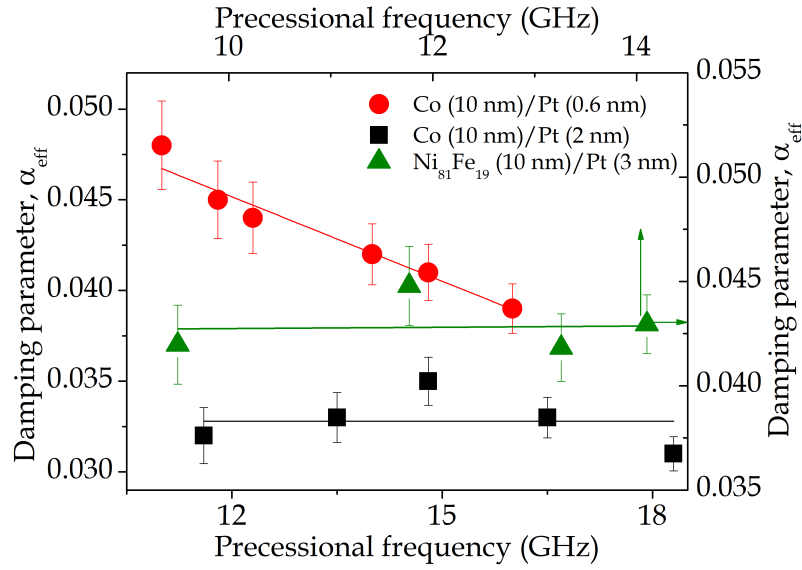 Precessional frequency (GHz)
10 12 14
Damping parameter, α_eff
0.050
0.045
0.040
0.035
0.030
Co (10 nm)/Pt (0.6 nm)
Co (10 nm)/Pt (2 nm)
Ni₈₁Fe₁₉ (10 nm)/Pt (3 nm)
0.055
0.050
0.045
0.040
0.035
Damping parameter, α_eff
12 15 18
Precessional frequency (GHz)